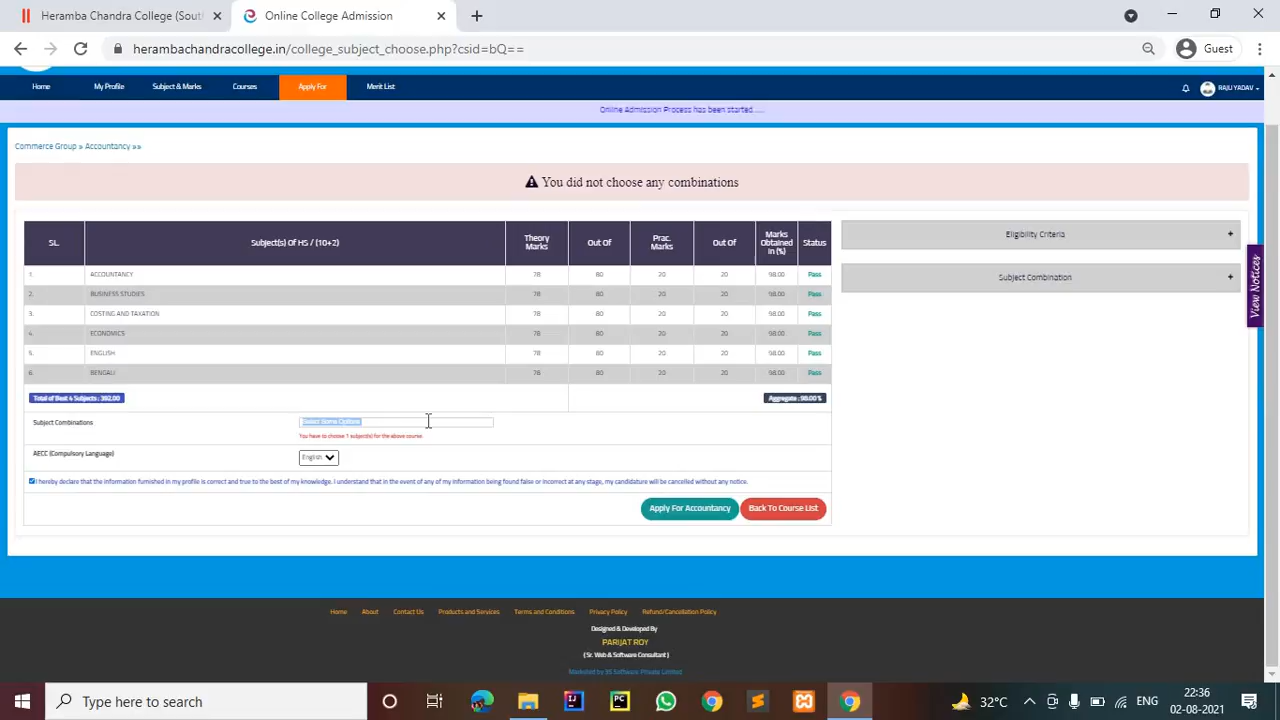 Heramba Chandra College (Sout
Online College Admission
herambachandracollege.in/college_subject_choose.php?csid=bQ==
Guest
Home
My Profile
Subject & Marks
Courses
Apply For
Merit List
RAJU YADAV
Online Admission Process has been started.....
Commerce Group » Accountancy »»
You did not choose any combinations
SL. Subject(s) Of HS / (10+2) Theory Marks Out Of Prac. Marks Out Of Marks Obtained in (%) Status
1. ACCOUNTANCY 78 80 20 20 98.00 Pass
2. BUSINESS STUDIES 78 80 20 20 98.00 Pass
3. COSTING AND TAXATION 78 80 20 20 98.00 Pass
4. ECONOMICS 78 80 20 20 98.00 Pass
5. ENGLISH 78 80 20 20 98.00 Pass
6. BENGALI 78 80 20 20 98.00 Pass
Total of Best 4 Subjects : 392.00
Aggregate : 98.00 %
Subject Combinations
Select Some Options
You have to choose 1 subject(s) for the above course.
AECC (Compulsory Language)
English
I hereby declare that the information furnished in my profile is correct and true to the best of my knowledge. I understand that in the event of any of my information being found false or incorrect at any stage, my candidature will be cancelled without any notice.
Apply For Accountancy
Back To Course List
Eligibility Criteria +
Subject Combination +
View Notices
Home
About
Contact Us
Products and Services
Terms and Conditions
Privacy Policy
Refund/Cancellation Policy
Designed & Developed By
PARIJAT ROY
( Sr. Web & Software Consultant )
Marketed by
Software Private Limited
Type here to search
32°C
ENG
22:36
02-08-2021